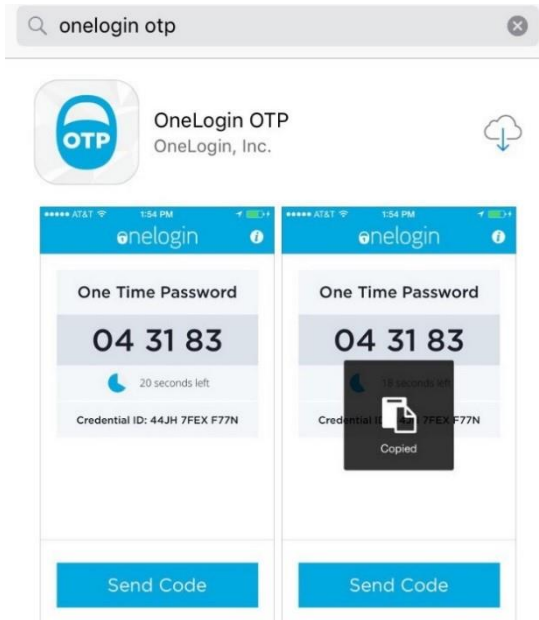 onelogin otp
OTP
OneLogin OTP
OneLogin, Inc.
AT&T 1:54 PM
onelogin
One Time Password
04 31 83
20 seconds left
Credential ID: 44JH 7FEX F77N
Send Code
AT&T 1:54 PM
onelogin
One Time Password
04 31 83
seconds left
Copied
7FEX F77N
Send Code